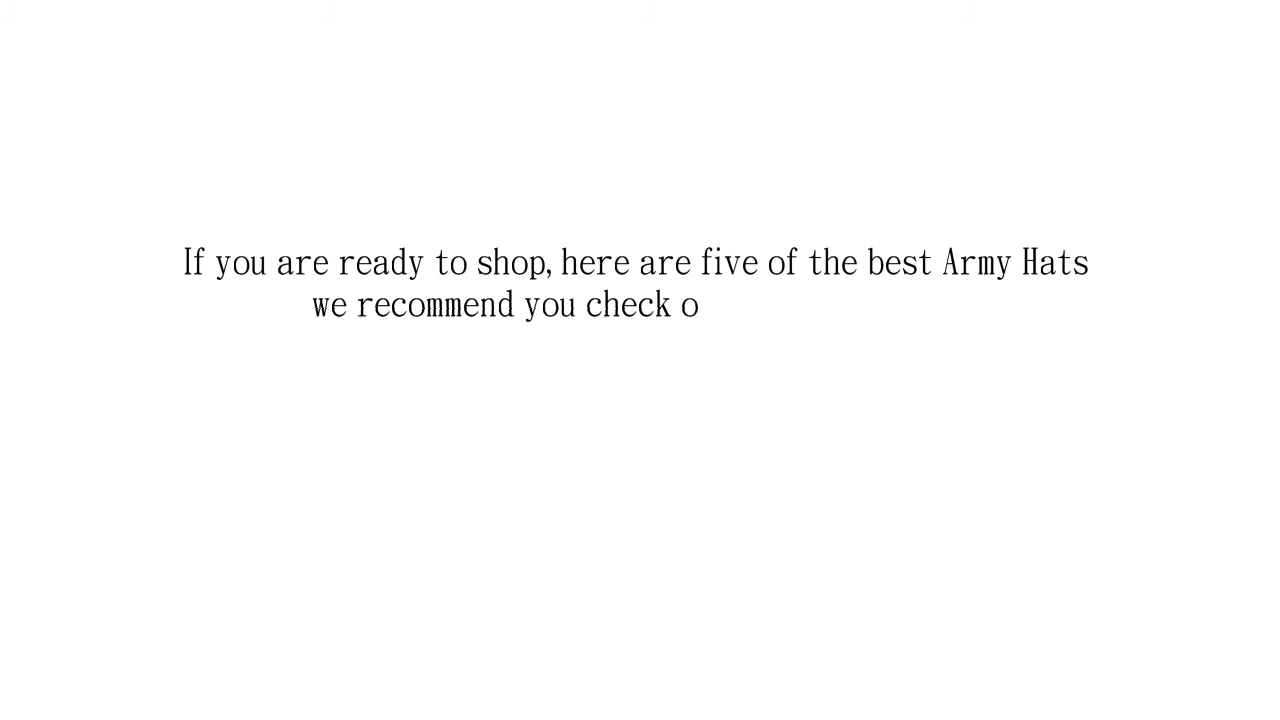 If you are ready to shop, here are five of the best Army Hats
we recommend you check o